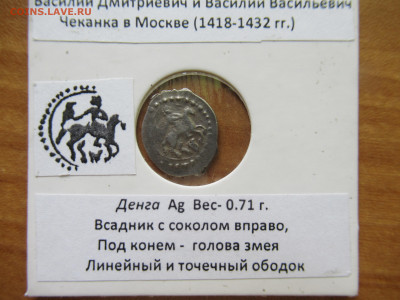 COINS.LAVE.RU
Василий Дмитриевич и Василий Васильевич
Чеканка в Москве (1418-1432 гг.)
Денга Ag Вес- 0.71 г.
Всадник с соколом вправо,
Под конем - голова змея
Линейный и точечный ободок